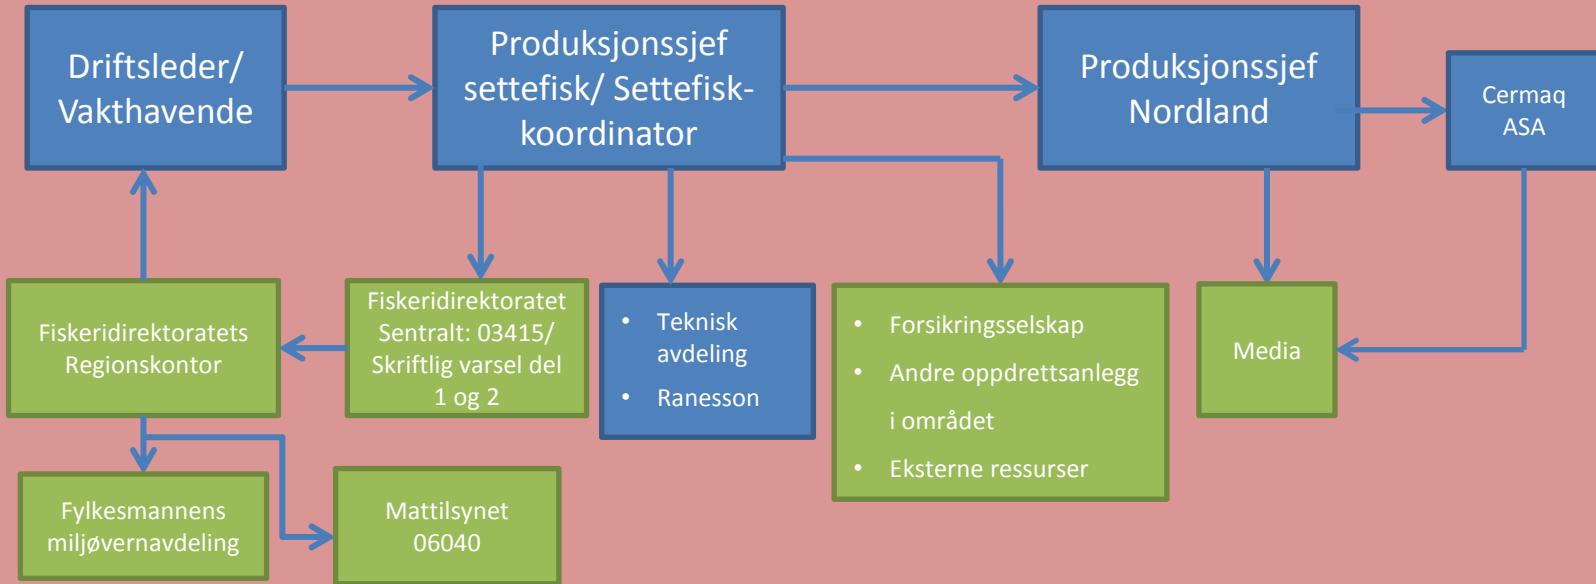 Driftsleder/
Vakthavende
Produksjonssjef
settefisk/ Settefisk-
koordinator
Produksjonssjef
Nordland
Cermaq
ASA
Fiskeridirektoratets
Regionskontor
Fiskeridirektoratet
Sentralt: 03415/
Skriftlig varsel del
1 og 2
• Teknisk
avdeling
• Ranesson
• Forsikringsselskap
• Andre oppdrettsanlegg
i området
• Eksterne ressurser
Media
Fylkesmannens
miljøvernavdeling
Mattilsynet
06040